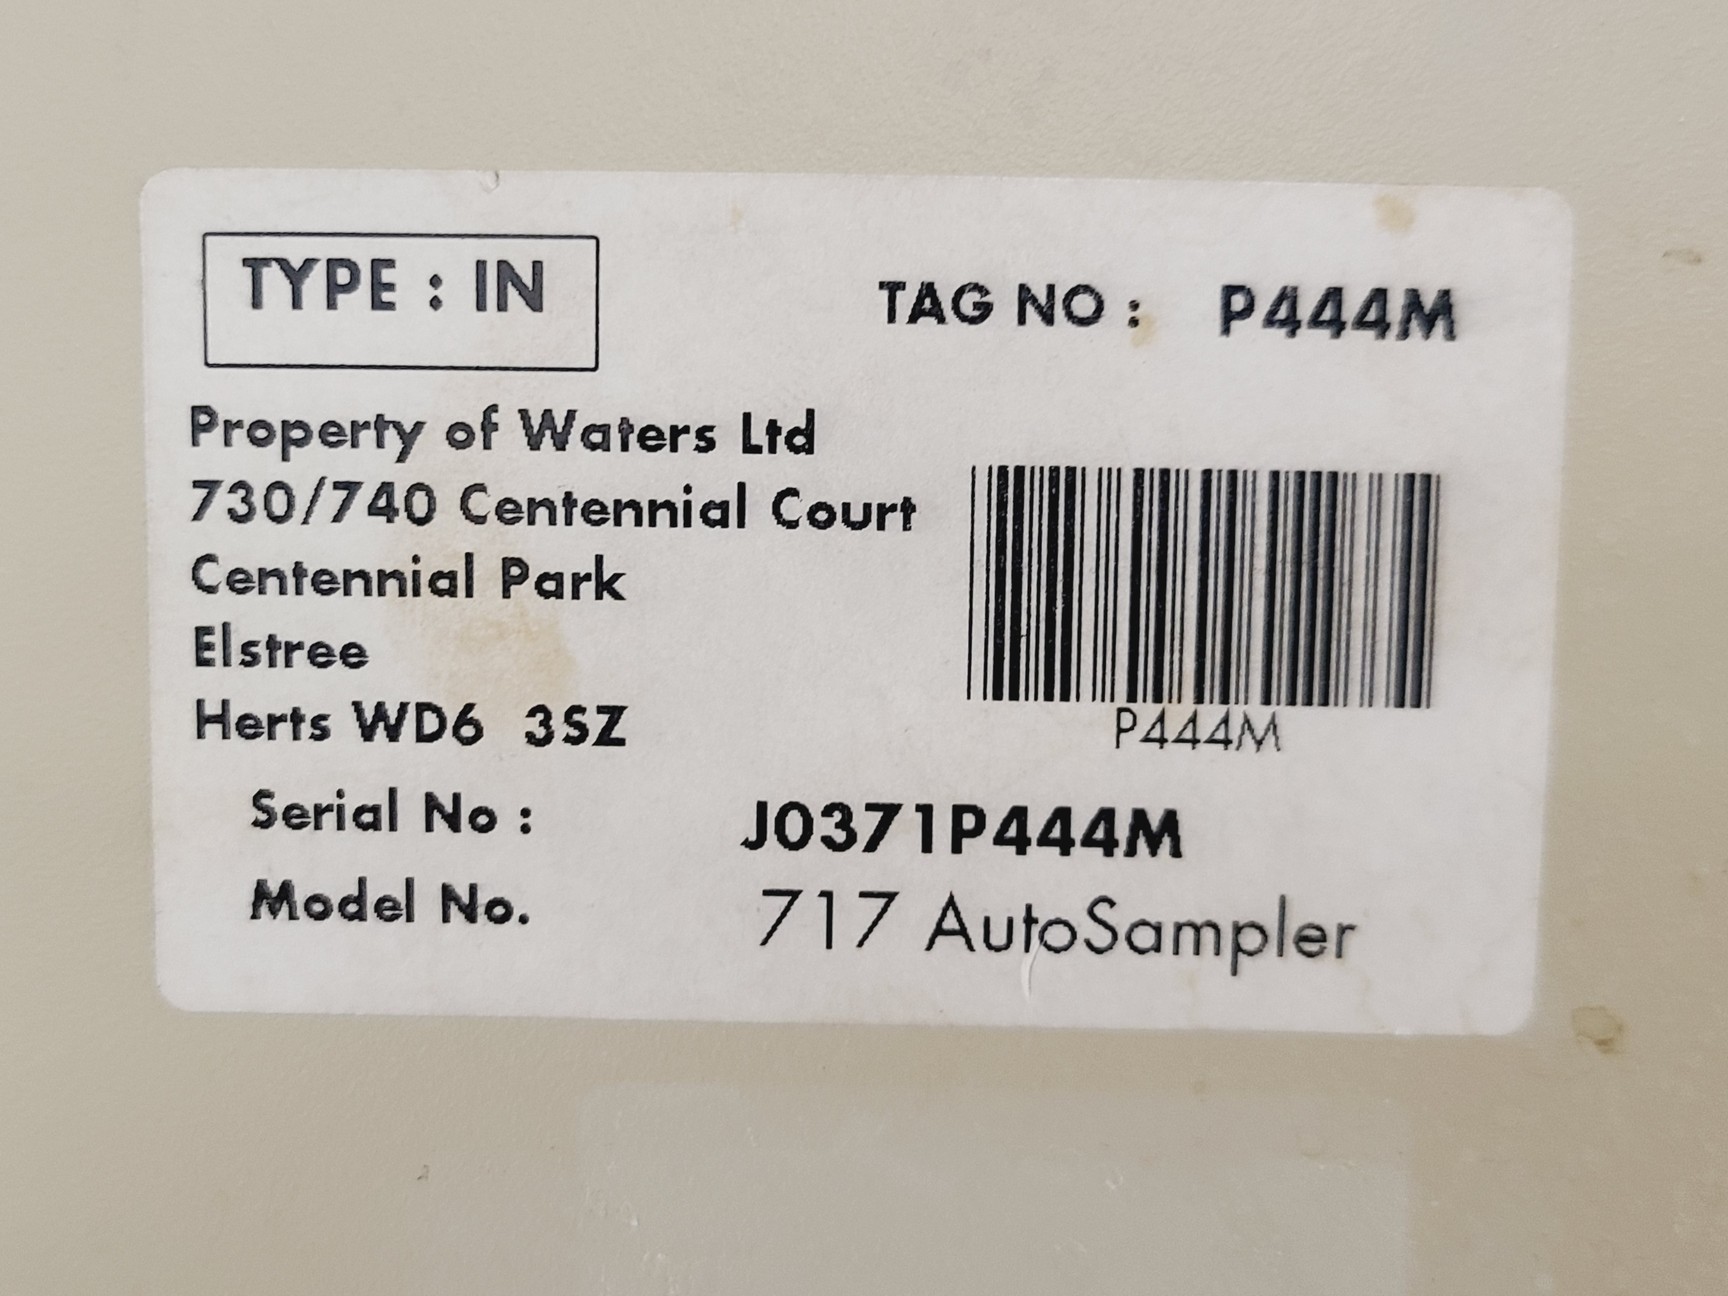 TYPE : IN
TAG NO : P444M
Property of Waters Ltd
730/740 Centennial Court
Centennial Park
Elstree
Herts WD6 3SZ
P444M
Serial No : J0371P444M
Model No. 717 AutoSampler